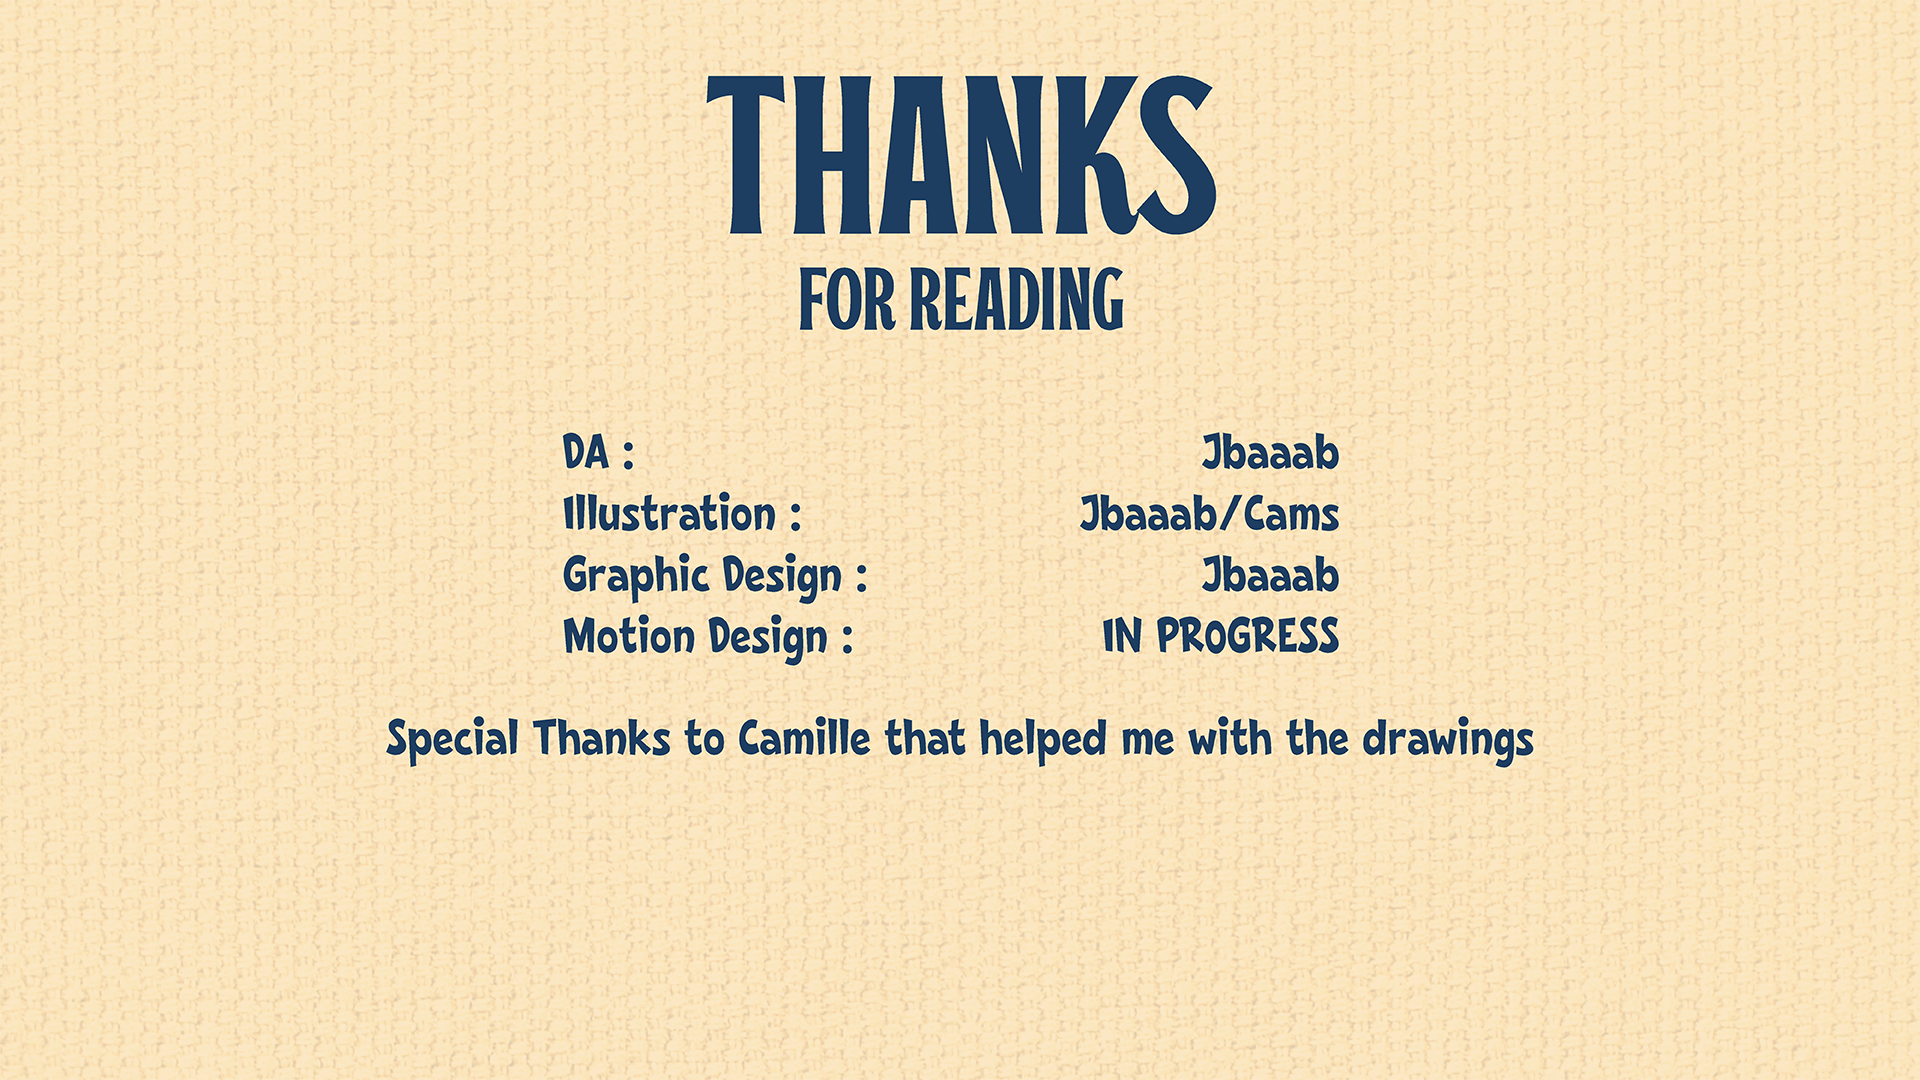 THANKS
FOR READING
DA : Jbaaab
Illustration : Jbaaab/Cams
Graphic Design : Jbaaab
Motion Design : IN PROGRESS
Special Thanks to Camille that helped me with the drawings